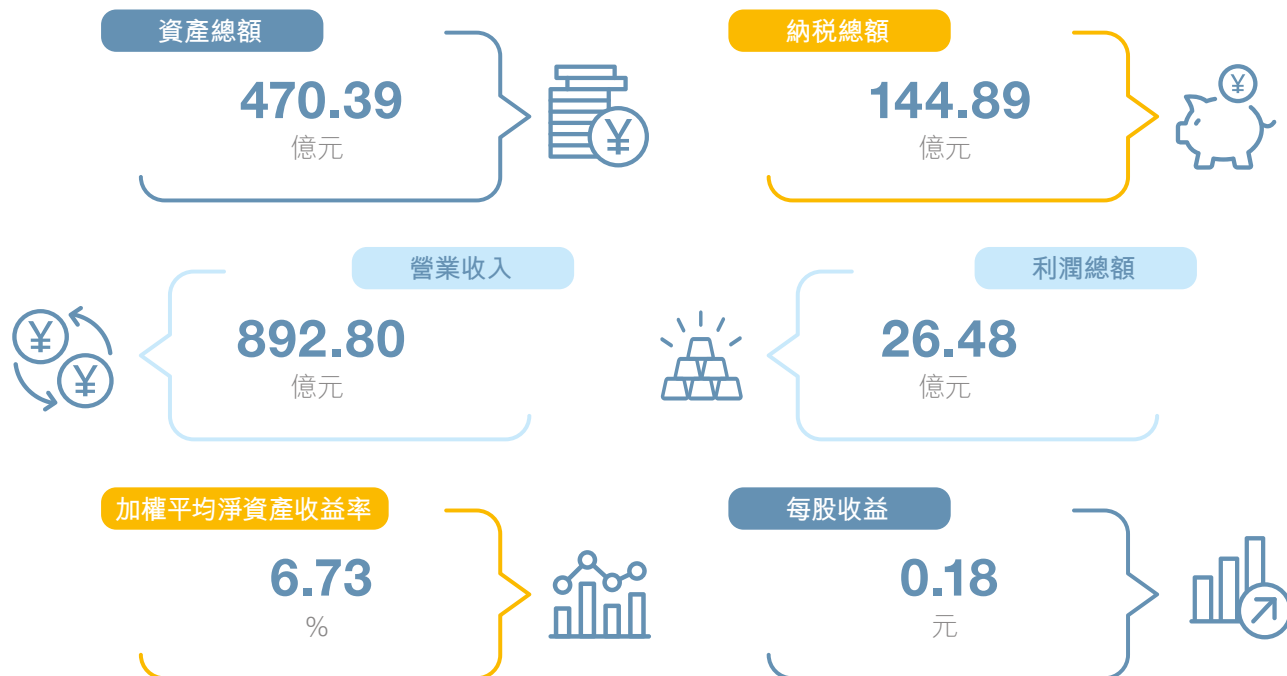 資產總額
470.39
億元
納稅總額
144.89
億元
營業收入
892.80
億元
利潤總額
26.48
億元
加權平均淨資產收益率
6.73
%
每股收益
0.18
元